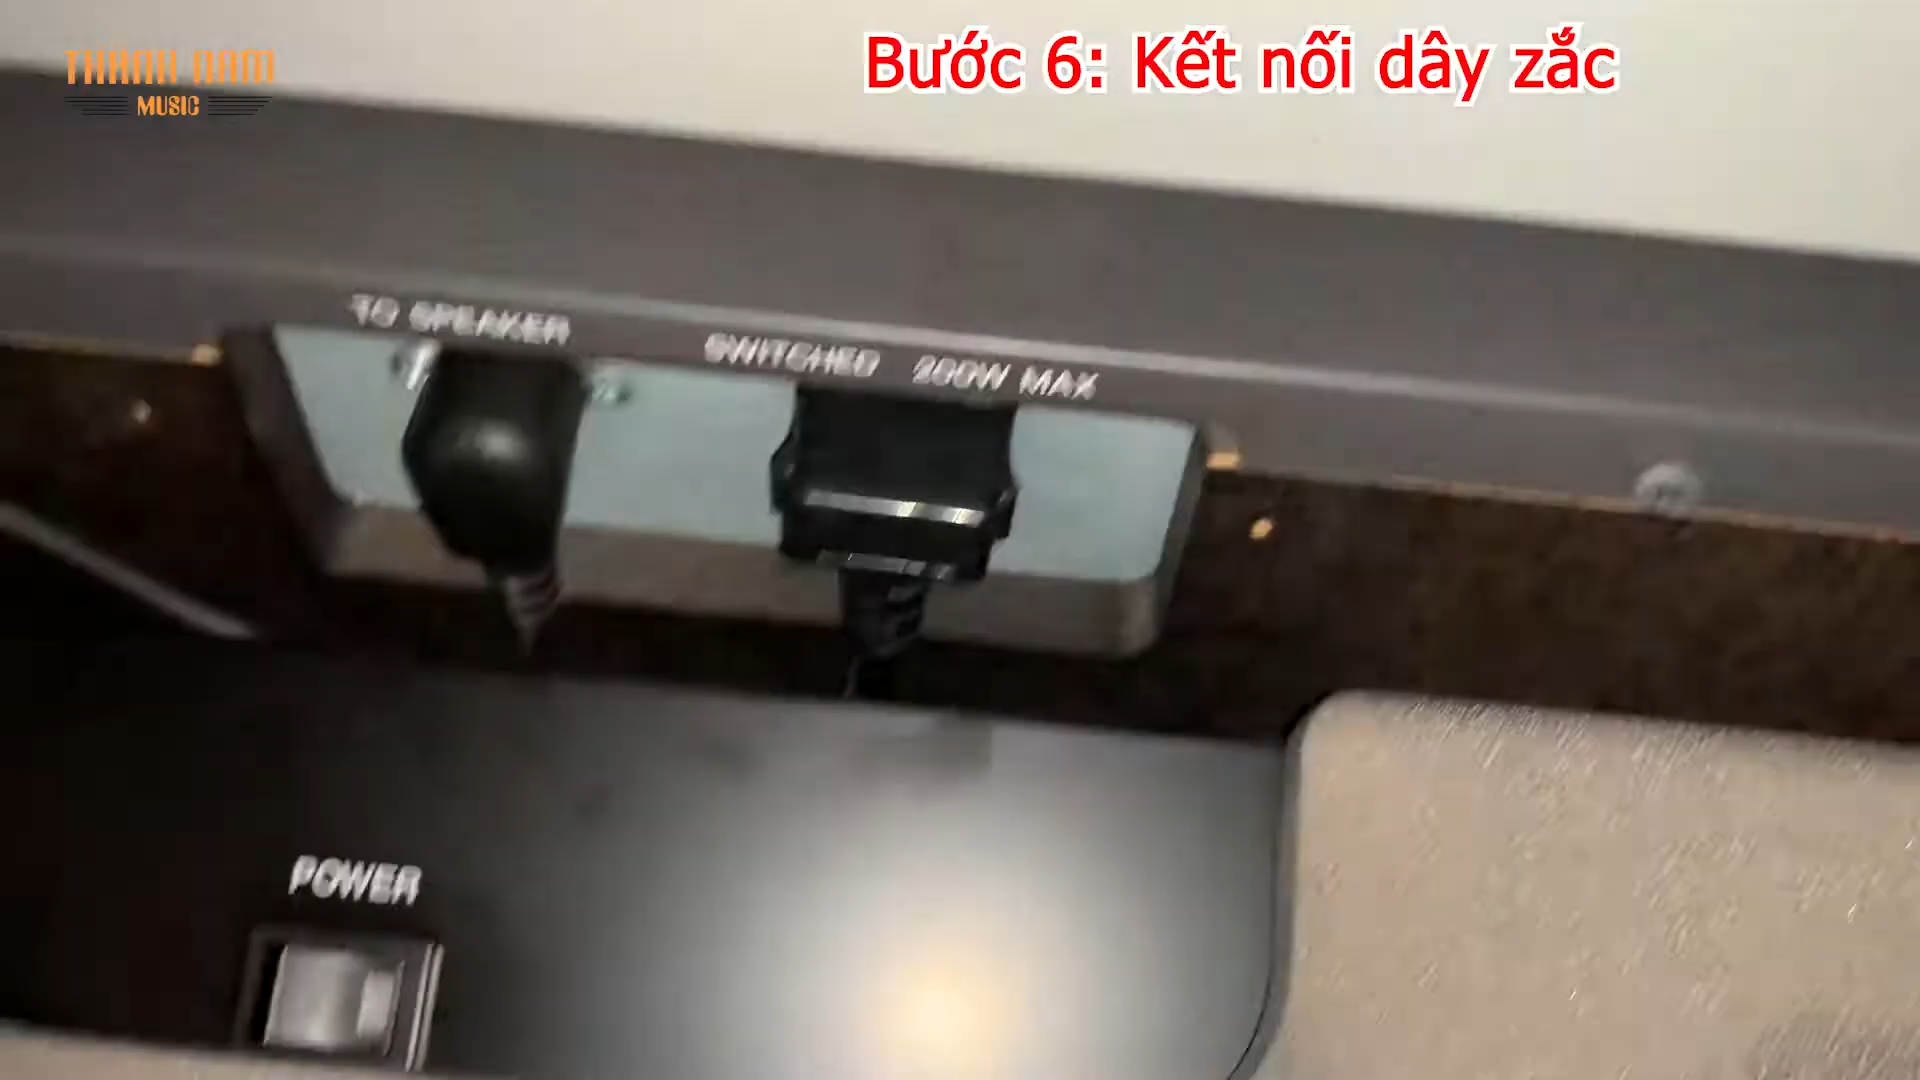 THANH NAM
MUSIC
Bước 6: Kết nối dây zắc
TO SPEAKER
SWITCHED 200W MAX
POWER